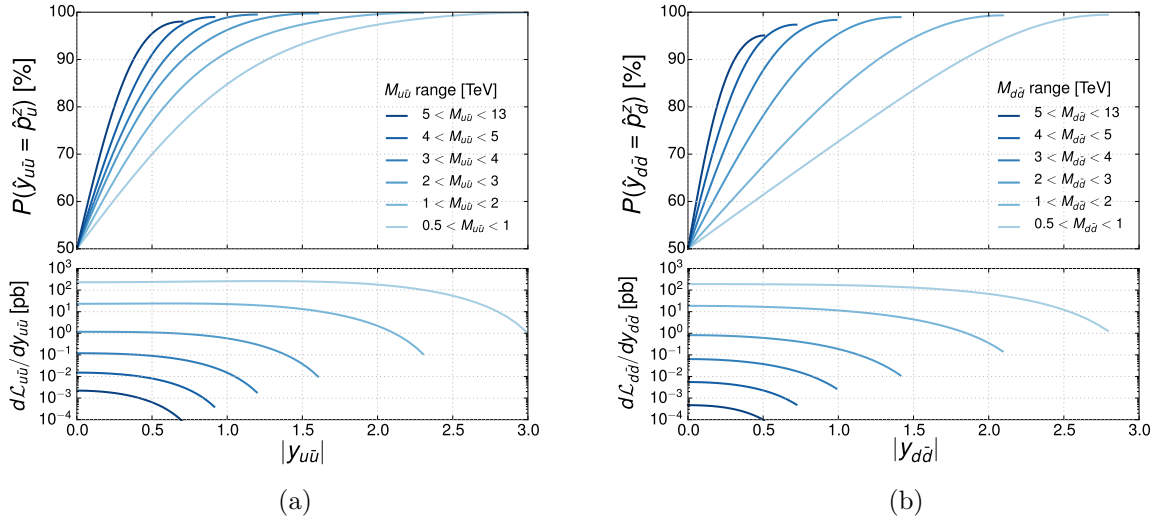 100
90
80
70
60
50
P(ŷ_{uū} = p̂^z_u) [%]
M_{uū} range [TeV]
5 < M_{uū} < 13
4 < M_{uū} < 5
3 < M_{uū} < 4
2 < M_{uū} < 3
1 < M_{uū} < 2
0.5 < M_{uū} < 1
10^3
10^2
10^1
10^0
10^{-1}
10^{-2}
10^{-3}
10^{-4}
dℒ_{uū}/dy_{uū} [pb]
0.0 0.5 1.0 1.5 2.0 2.5 3.0
|y_{uū}|
(a)
100
90
80
70
60
50
P(ŷ_{dd̄} = p̂^z_d) [%]
M_{dd̄} range [TeV]
5 < M_{dd̄} < 13
4 < M_{dd̄} < 5
3 < M_{dd̄} < 4
2 < M_{dd̄} < 3
1 < M_{dd̄} < 2
0.5 < M_{dd̄} < 1
10^3
10^2
10^1
10^0
10^{-1}
10^{-2}
10^{-3}
10^{-4}
dℒ_{dd̄}/dy_{dd̄} [pb]
0.0 0.5 1.0 1.5 2.0 2.5 3.0
|y_{dd̄}|
(b)